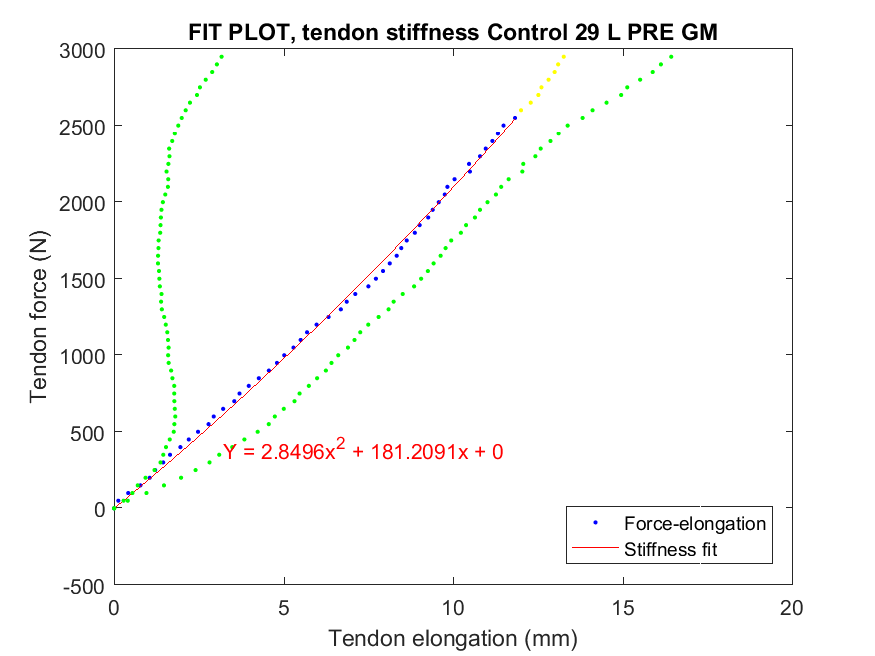 FIT PLOT, tendon stiffness Control 29 L PRE GM
3000
2500
2000
1500
1000
500
0
-500
Tendon force (N)
Y = 2.8496x² + 181.2091x + 0
Force-elongation
Stiffness fit
0 5 10 15 20
Tendon elongation (mm)